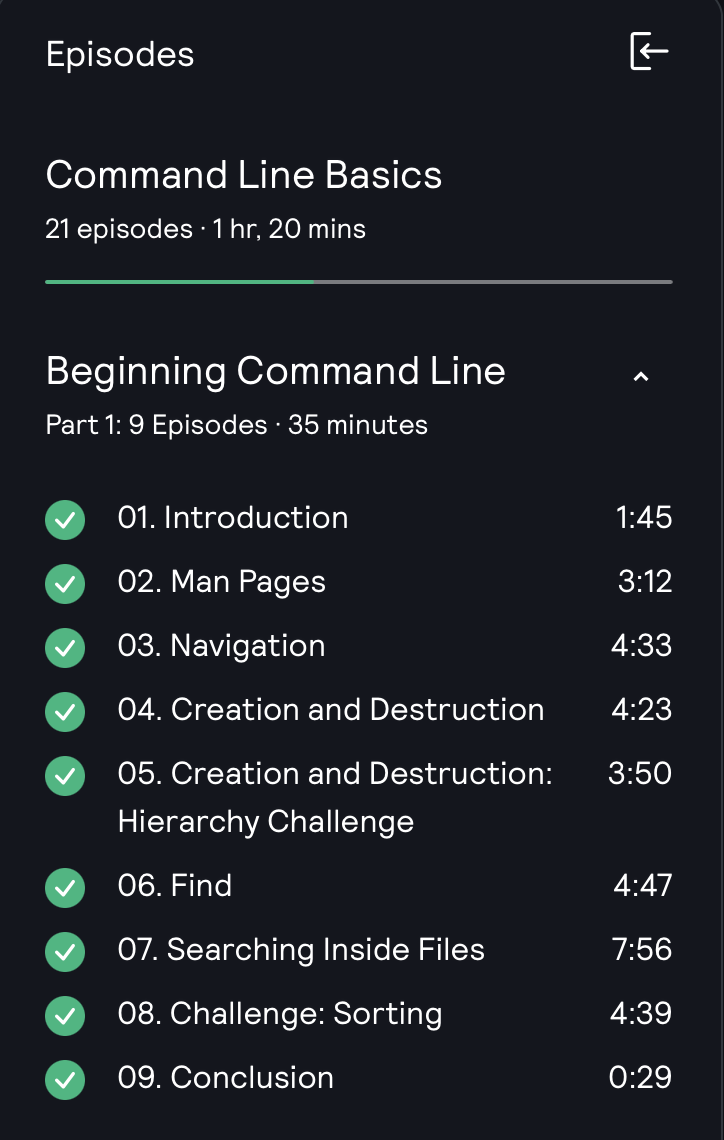 Episodes
Command Line Basics
21 episodes · 1 hr, 20 mins
Beginning Command Line
Part 1: 9 Episodes · 35 minutes
01. Introduction 1:45
02. Man Pages 3:12
03. Navigation 4:33
04. Creation and Destruction 4:23
05. Creation and Destruction: 3:50
Hierarchy Challenge
06. Find 4:47
07. Searching Inside Files 7:56
08. Challenge: Sorting 4:39
09. Conclusion 0:29